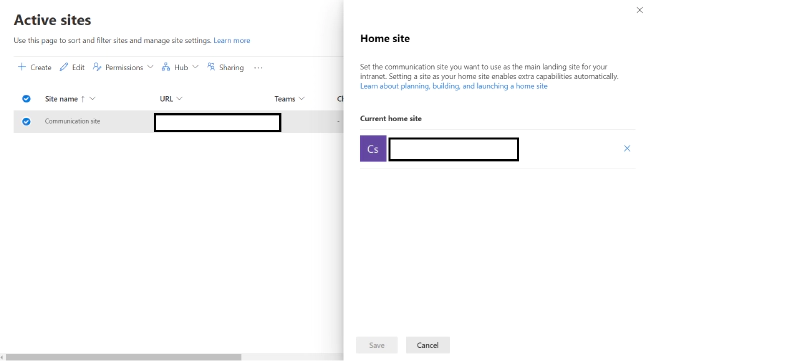 Active sites
Use this page to sort and filter sites and manage site settings. Learn more
Create Edit Permissions Hub Sharing ...
Site name ↑ URL Teams Ch
Communication site -
Home site
Set the communication site you want to use as the main landing site for your
intranet. Setting a site as your home site enables extra capabilities automatically.
Learn about planning, building, and launching a home site
Current home site
Cs
Save Cancel